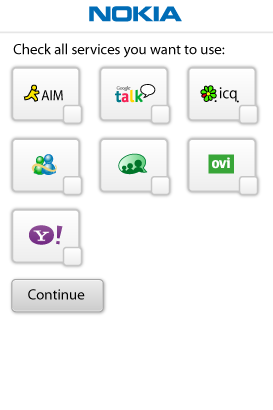 NOKIA
Check all services you want to use:
AIM
Google
talk
icq
ovi
Y!
Continue